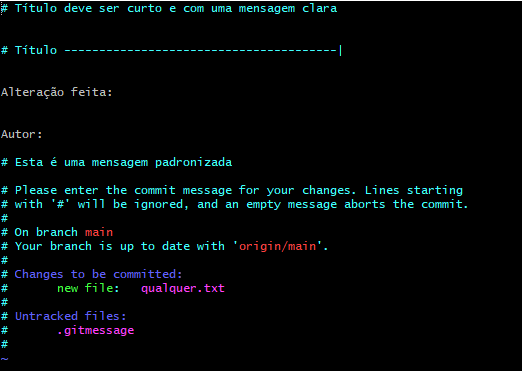 # Título deve ser curto e com uma mensagem clara
# Título ---------------------------------------|
Alteração feita:
Autor:
# Esta é uma mensagem padronizada
# Please enter the commit message for your changes. Lines starting
# with '#' will be ignored, and an empty message aborts the commit.
#
# On branch main
# Your branch is up to date with 'origin/main'.
#
# Changes to be committed:
#       new file:   qualquer.txt
#
# Untracked files:
#       .gitmessage
#
~